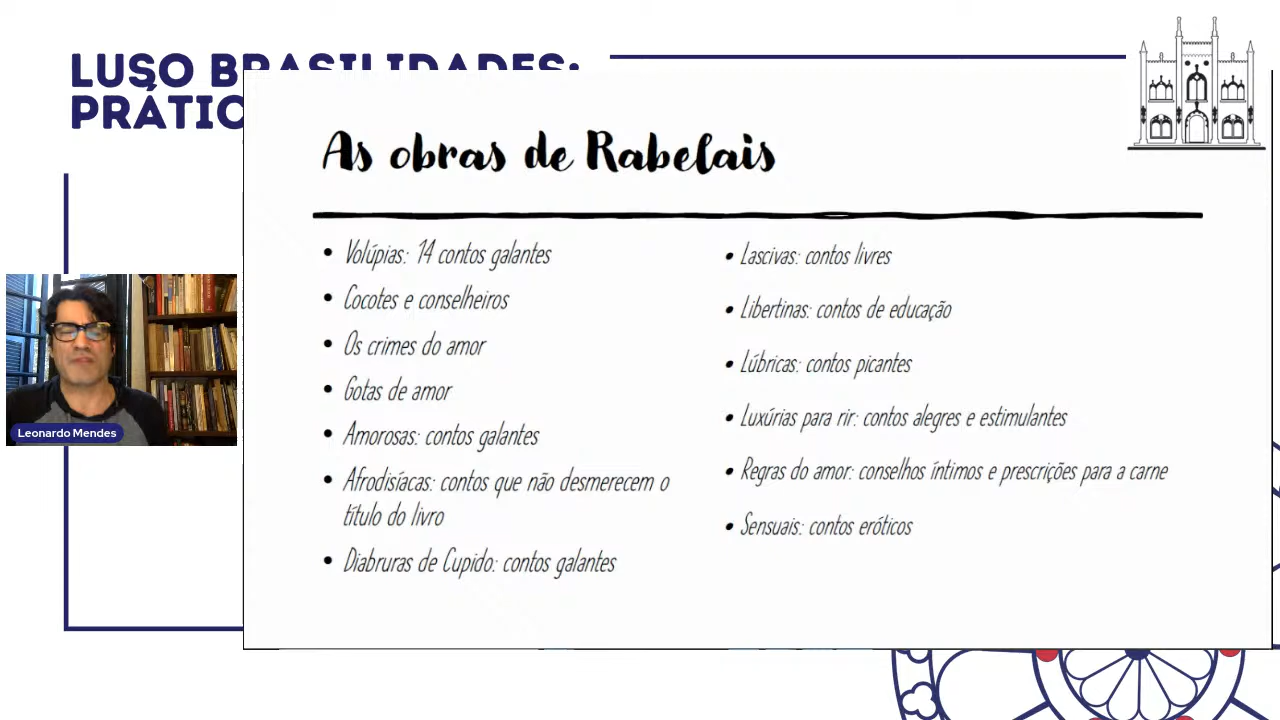 LUSO BRASILIDADES:
PRÁTIC
As obras de Rabelais
• Volúpias: 14 contos galantes
• Cocotes e conselheiros
• Os crimes do amor
• Gotas de amor
• Amorosas: contos galantes
• Afrodisíacas: contos que não desmerecem o
título do livro
• Diabruras de Cupido: contos galantes
• Lascivas: contos livres
• Libertinas: contos de educação
• Lúbricas: contos picantes
• Luxúrias para rir: contos alegres e estimulantes
• Regras do amor: conselhos íntimos e prescrições para a carne
• Sensuais: contos eróticos
Leonardo Mendes